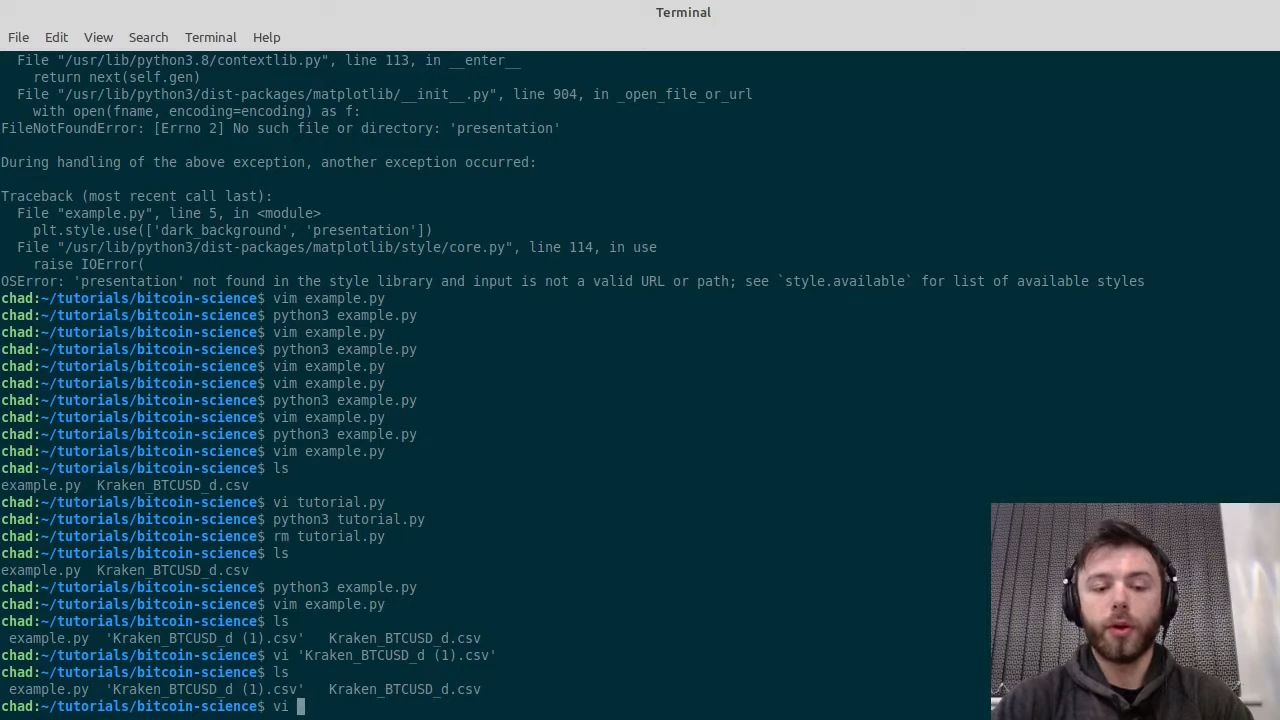 Terminal
File Edit View Search Terminal Help
File "/usr/lib/python3.8/contextlib.py", line 113, in __enter__
return next(self.gen)
File "/usr/lib/python3/dist-packages/matplotlib/__init__.py", line 904, in _open_file_or_url
with open(fname, encoding=encoding) as f:
FileNotFoundError: [Errno 2] No such file or directory: 'presentation'
During handling of the above exception, another exception occurred:
Traceback (most recent call last):
File "example.py", line 5, in <module>
plt.style.use(['dark_background', 'presentation'])
File "/usr/lib/python3/dist-packages/matplotlib/style/core.py", line 114, in use
raise IOError(
OSError: 'presentation' not found in the style library and input is not a valid URL or path; see `style.available` for list of available styles
chad:~/tutorials/bitcoin-science$ vim example.py
chad:~/tutorials/bitcoin-science$ python3 example.py
chad:~/tutorials/bitcoin-science$ vim example.py
chad:~/tutorials/bitcoin-science$ python3 example.py
chad:~/tutorials/bitcoin-science$ vim example.py
chad:~/tutorials/bitcoin-science$ vim example.py
chad:~/tutorials/bitcoin-science$ python3 example.py
chad:~/tutorials/bitcoin-science$ vim example.py
chad:~/tutorials/bitcoin-science$ python3 example.py
chad:~/tutorials/bitcoin-science$ vim example.py
chad:~/tutorials/bitcoin-science$ ls
example.py Kraken_BTCUSD_d.csv
chad:~/tutorials/bitcoin-science$ vi tutorial.py
chad:~/tutorials/bitcoin-science$ python3 tutorial.py
chad:~/tutorials/bitcoin-science$ rm tutorial.py
chad:~/tutorials/bitcoin-science$ ls
example.py Kraken_BTCUSD_d.csv
chad:~/tutorials/bitcoin-science$ python3 example.py
chad:~/tutorials/bitcoin-science$ vim example.py
chad:~/tutorials/bitcoin-science$ ls
example.py 'Kraken_BTCUSD_d (1).csv' Kraken_BTCUSD_d.csv
chad:~/tutorials/bitcoin-science$ vi 'Kraken_BTCUSD_d (1).csv'
chad:~/tutorials/bitcoin-science$ ls
example.py 'Kraken_BTCUSD_d (1).csv' Kraken_BTCUSD_d.csv
chad:~/tutorials/bitcoin-science$ vi